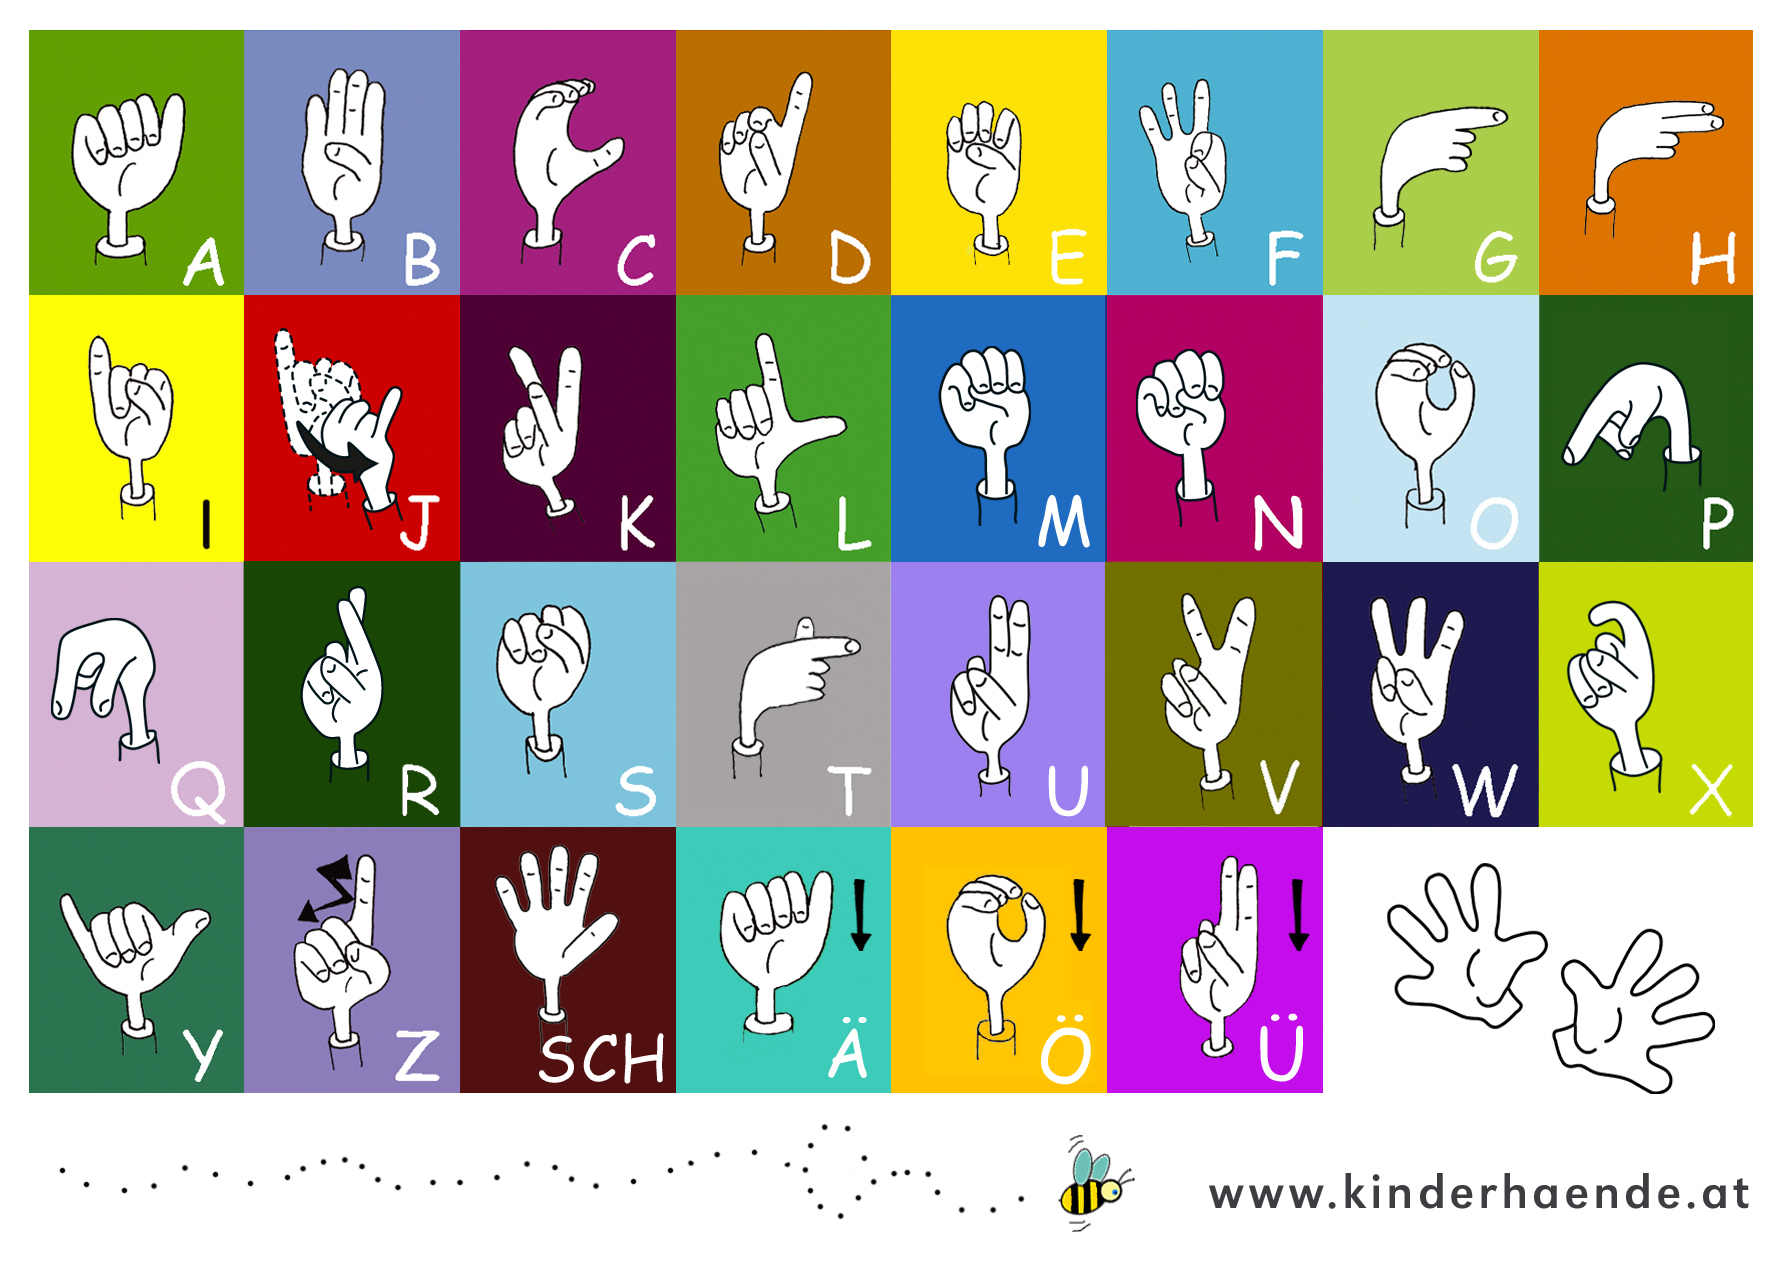 A B C D E F G H
I J K L M N O P
Q R S T U V W X
Y Z SCH Ä Ö Ü
www.kinderhaende.at